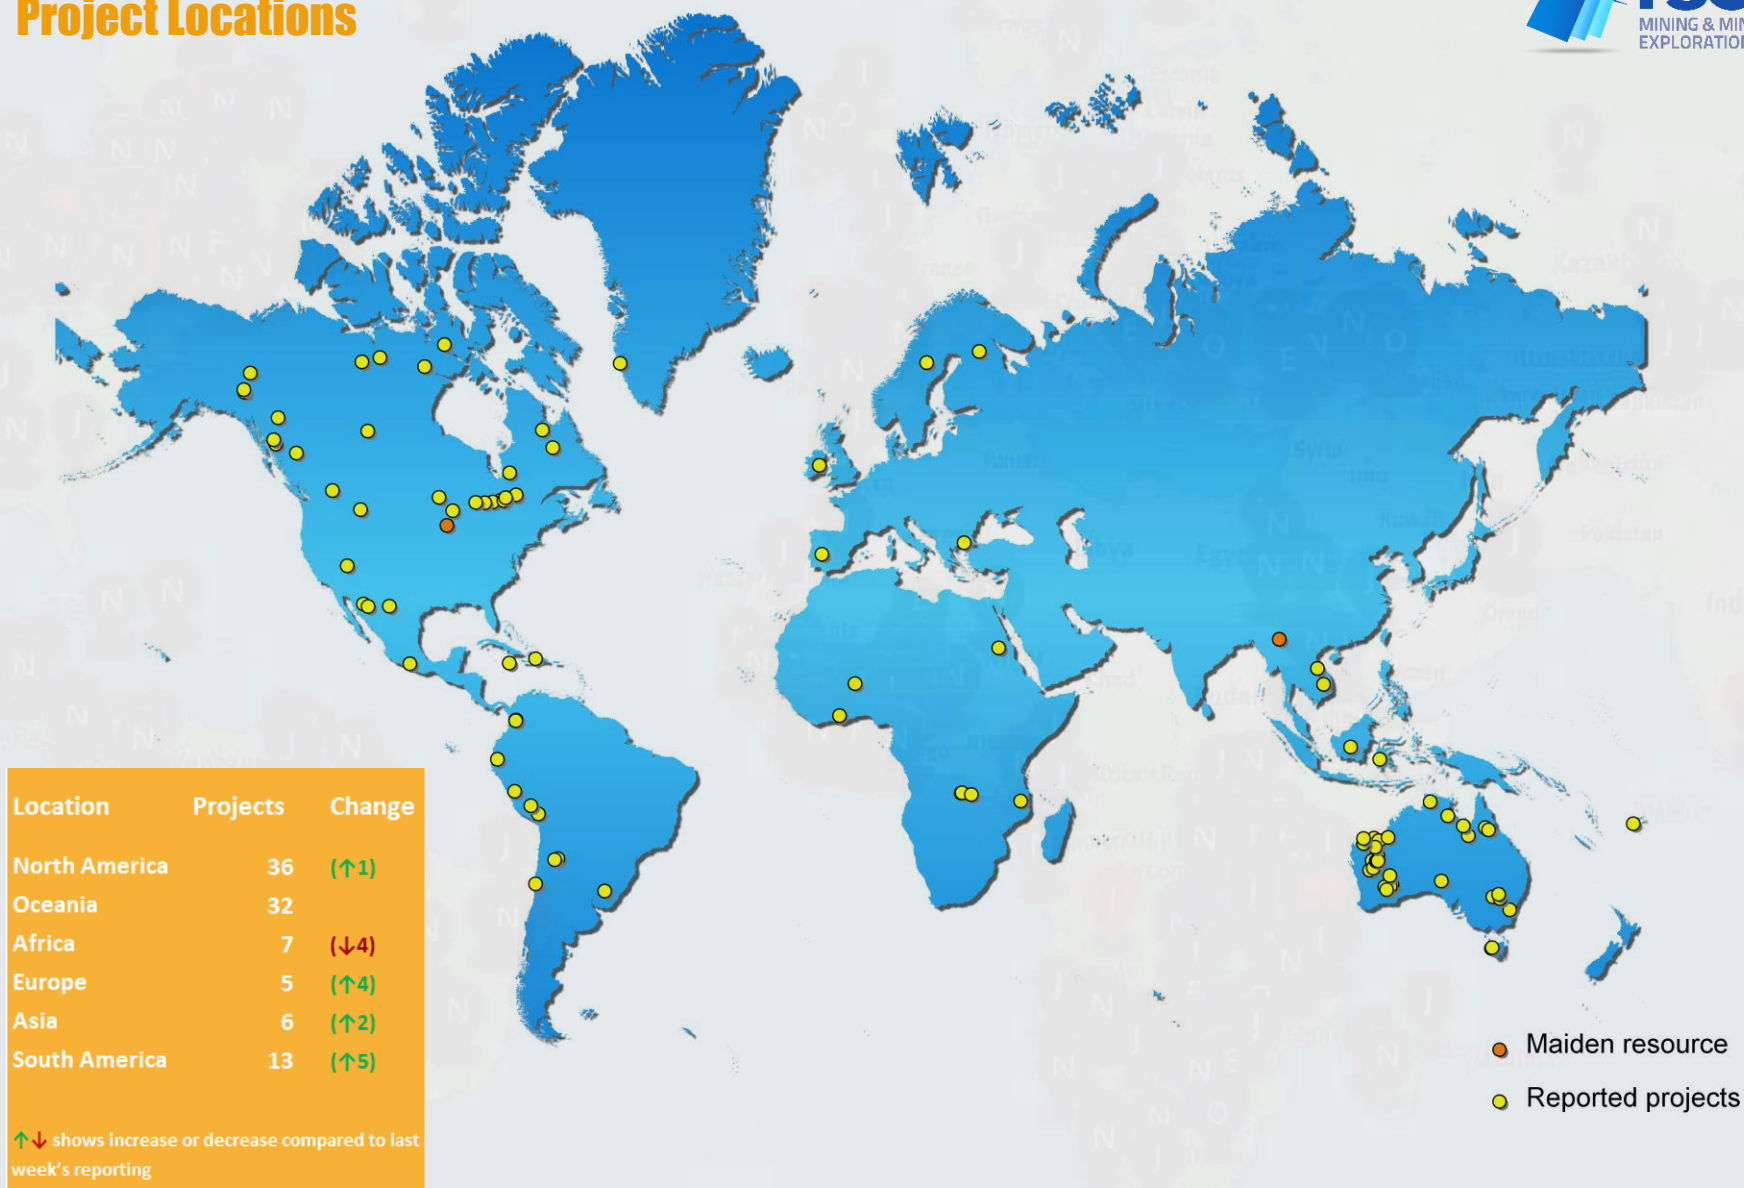 Project Locations
MINING &
EXPLORATION
Location Projects Change
North America 36 (↑1)
Oceania 32
Africa 7 (↓4)
Europe 5 (↑4)
Asia 6 (↑2)
South America 13 (↑5)
↑↓ shows increase or decrease compared to last
week's reporting
Maiden resource
Reported projects